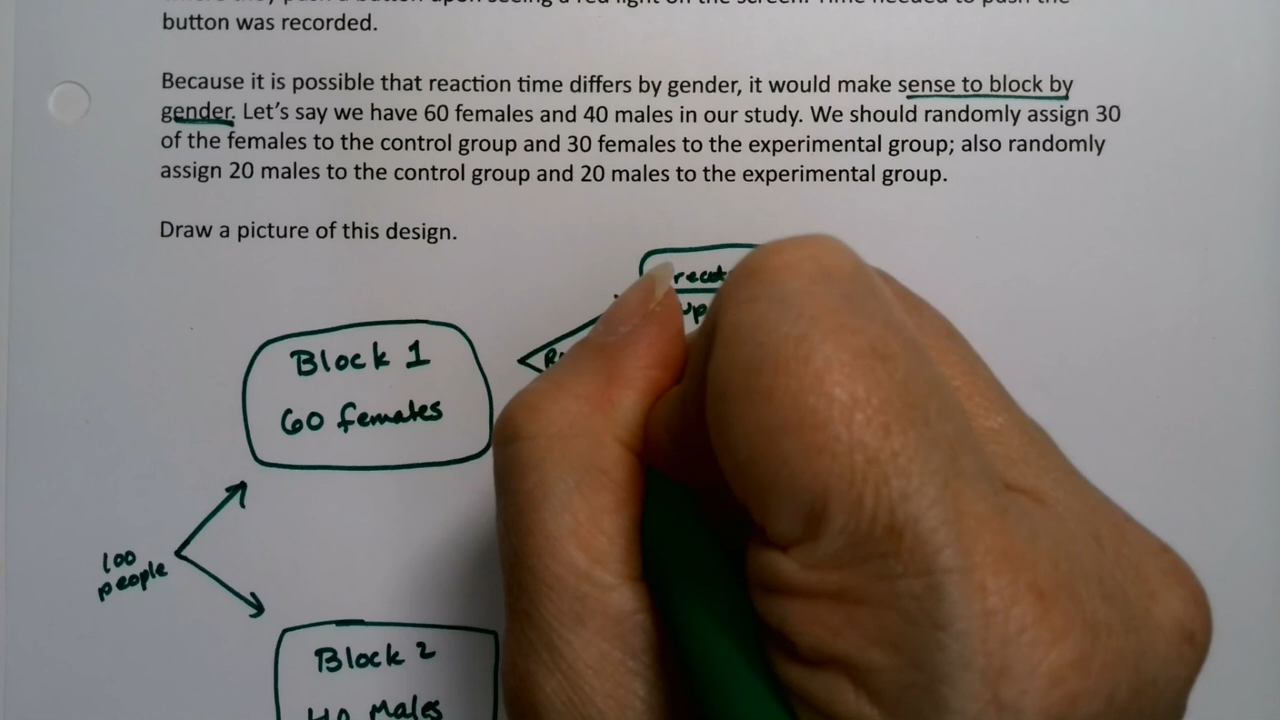 button was recorded.
Because it is possible that reaction time differs by gender, it would make sense to block by
gender. Let's say we have 60 females and 40 males in our study. We should randomly assign 30
of the females to the control group and 30 females to the experimental group; also randomly
assign 20 males to the control group and 20 males to the experimental group.
Draw a picture of this design.
Block 1
60 females
100
people
Block 2
40 Males